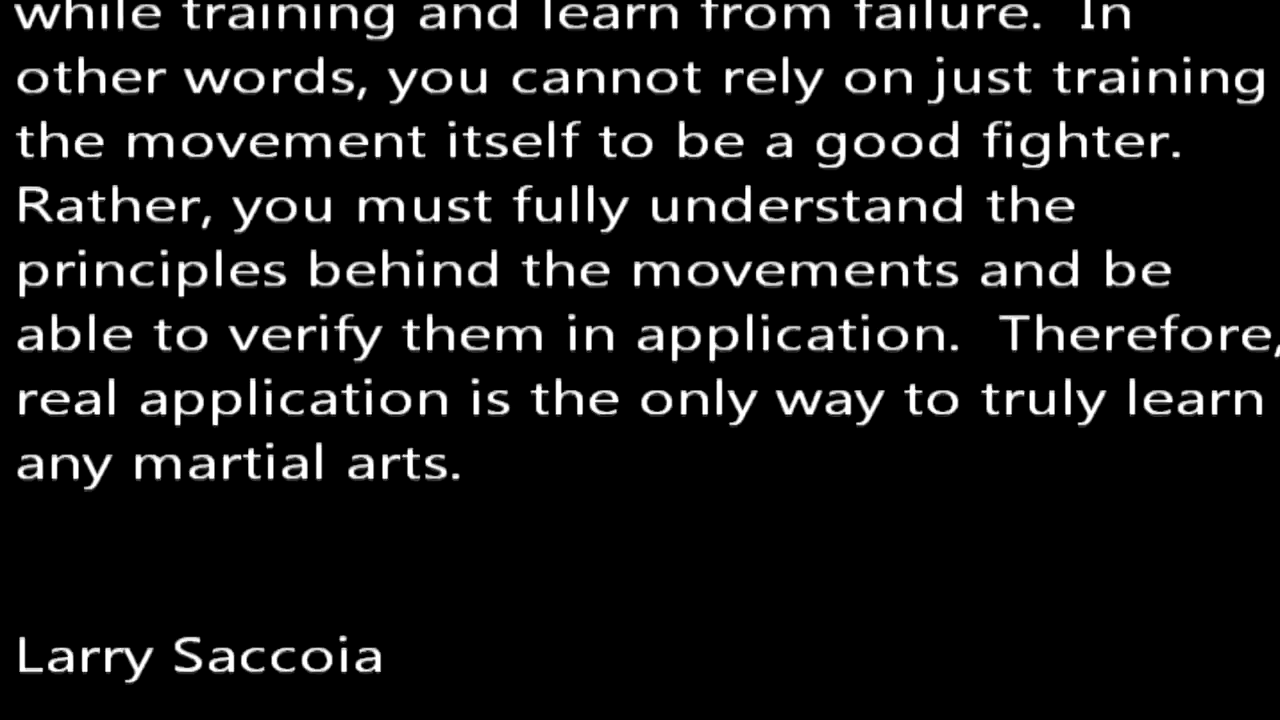 while training and learn from failure.  In
other words, you cannot rely on just training
the movement itself to be a good fighter.
Rather, you must fully understand the
principles behind the movements and be
able to verify them in application.  Therefore,
real application is the only way to truly learn
any martial arts.
Larry Saccoia